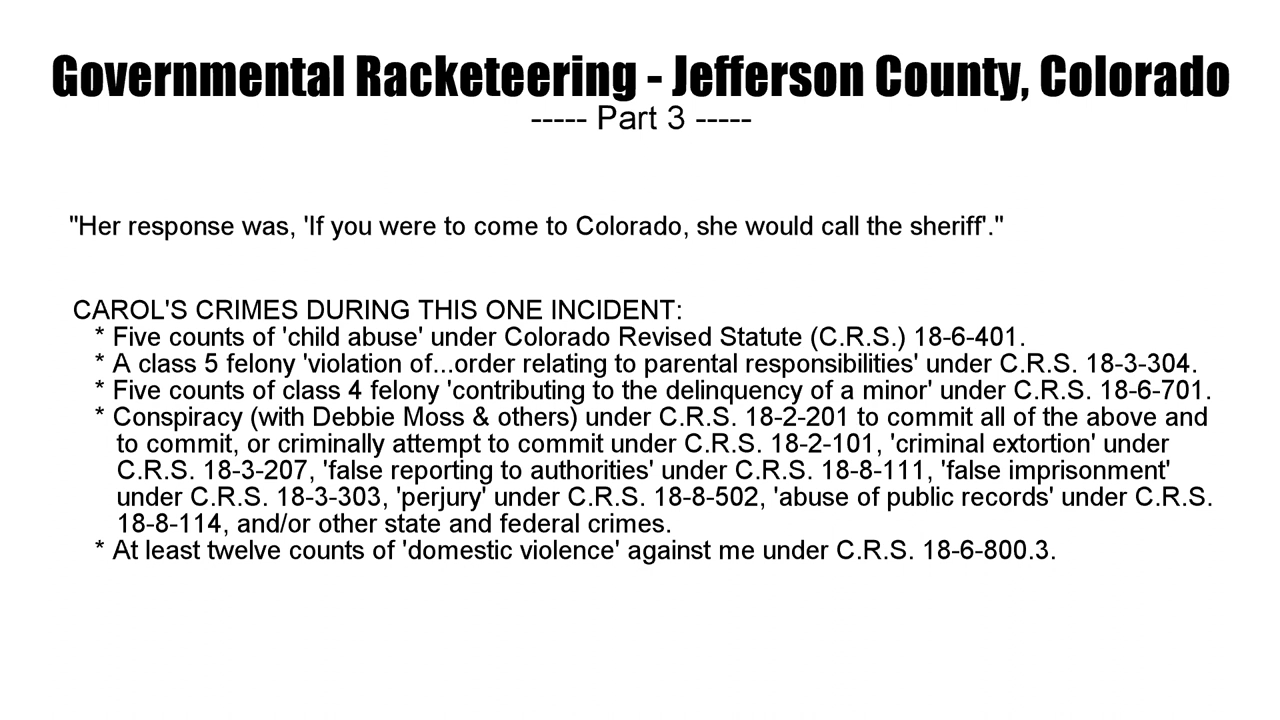 Governmental Racketeering - Jefferson County, Colorado
----- Part 3 -----
"Her response was, 'If you were to come to Colorado, she would call the sheriff'."
CAROL'S CRIMES DURING THIS ONE INCIDENT:
* Five counts of 'child abuse' under Colorado Revised Statute (C.R.S.) 18-6-401.
* A class 5 felony 'violation of...order relating to parental responsibilities' under C.R.S. 18-3-304.
* Five counts of class 4 felony 'contributing to the delinquency of a minor' under C.R.S. 18-6-701.
* Conspiracy (with Debbie Moss & others) under C.R.S. 18-2-201 to commit all of the above and
to commit, or criminally attempt to commit under C.R.S. 18-2-101, 'criminal extortion' under
C.R.S. 18-3-207, 'false reporting to authorities' under C.R.S. 18-8-111, 'false imprisonment'
under C.R.S. 18-3-303, 'perjury' under C.R.S. 18-8-502, 'abuse of public records' under C.R.S.
18-8-114, and/or other state and federal crimes.
* At least twelve counts of 'domestic violence' against me under C.R.S. 18-6-800.3.